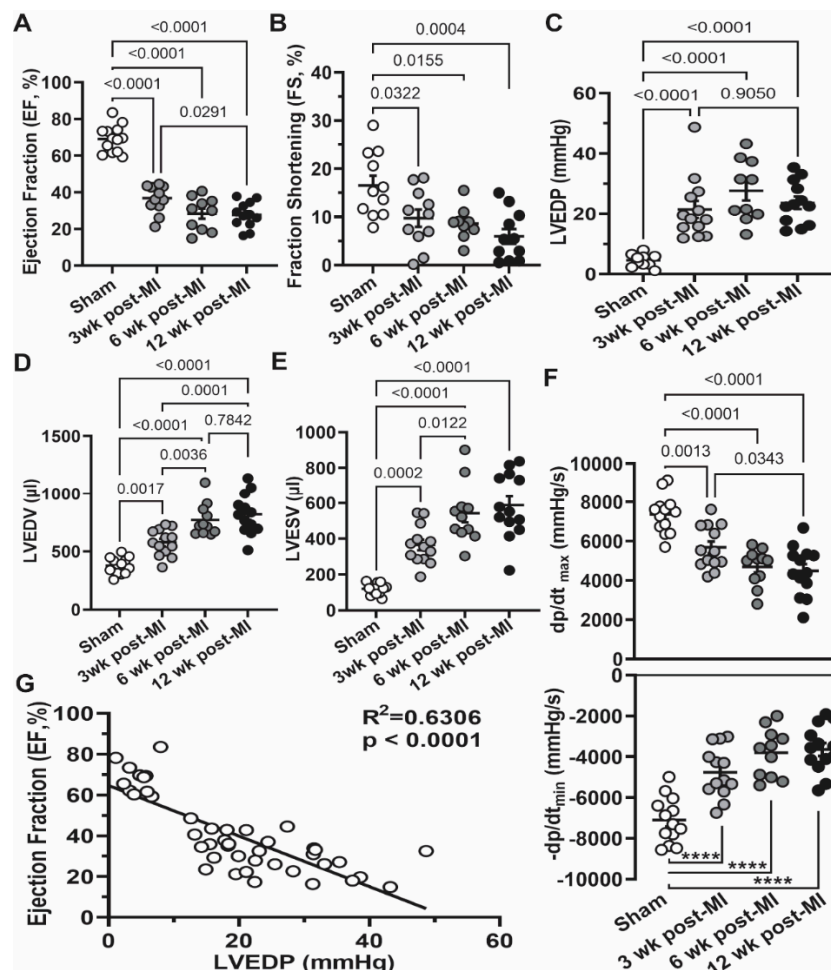 A
<0.0001
<0.0001
<0.0001
0.0291
Ejection Fraction (EF, %)
100
80
60
40
20
0
Sham
3wk post-MI
6 wk post-MI
12 wk post-MI
B
0.0004
0.0155
0.0322
Fraction Shortening (FS, %)
40
30
20
10
0
Sham
3wk post-MI
6 wk post-MI
12 wk post-MI
C
<0.0001
<0.0001
<0.0001
0.9050
LVEDP (mmHg)
80
60
40
20
0
Sham
3wk post-MI
6 wk post-MI
12 wk post-MI
D
<0.0001
0.0001
<0.0001
0.7842
0.0036
0.0017
LVEDV (µl)
1500
1000
500
0
Sham
3wk post-MI
6 wk post-MI
12 wk post-MI
E
<0.0001
<0.0001
0.0122
0.0002
LVESV (µl)
1000
800
600
400
200
0
Sham
3wk post-MI
6 wk post-MI
12 wk post-MI
F
<0.0001
<0.0001
0.0013
0.0343
dp/dt max (mmHg/s)
10000
8000
6000
4000
2000
0
-dp/dt min (mmHg/s)
-2000
-4000
-6000
-8000
-10000
****
****
****
Sham
3 wk post-MI
6 wk post-MI
12 wk post-MI
G
R²=0.6306
p < 0.0001
Ejection Fraction (EF,%)
100
80
60
40
20
0
0
20
40
60
LVEDP (mmHg)